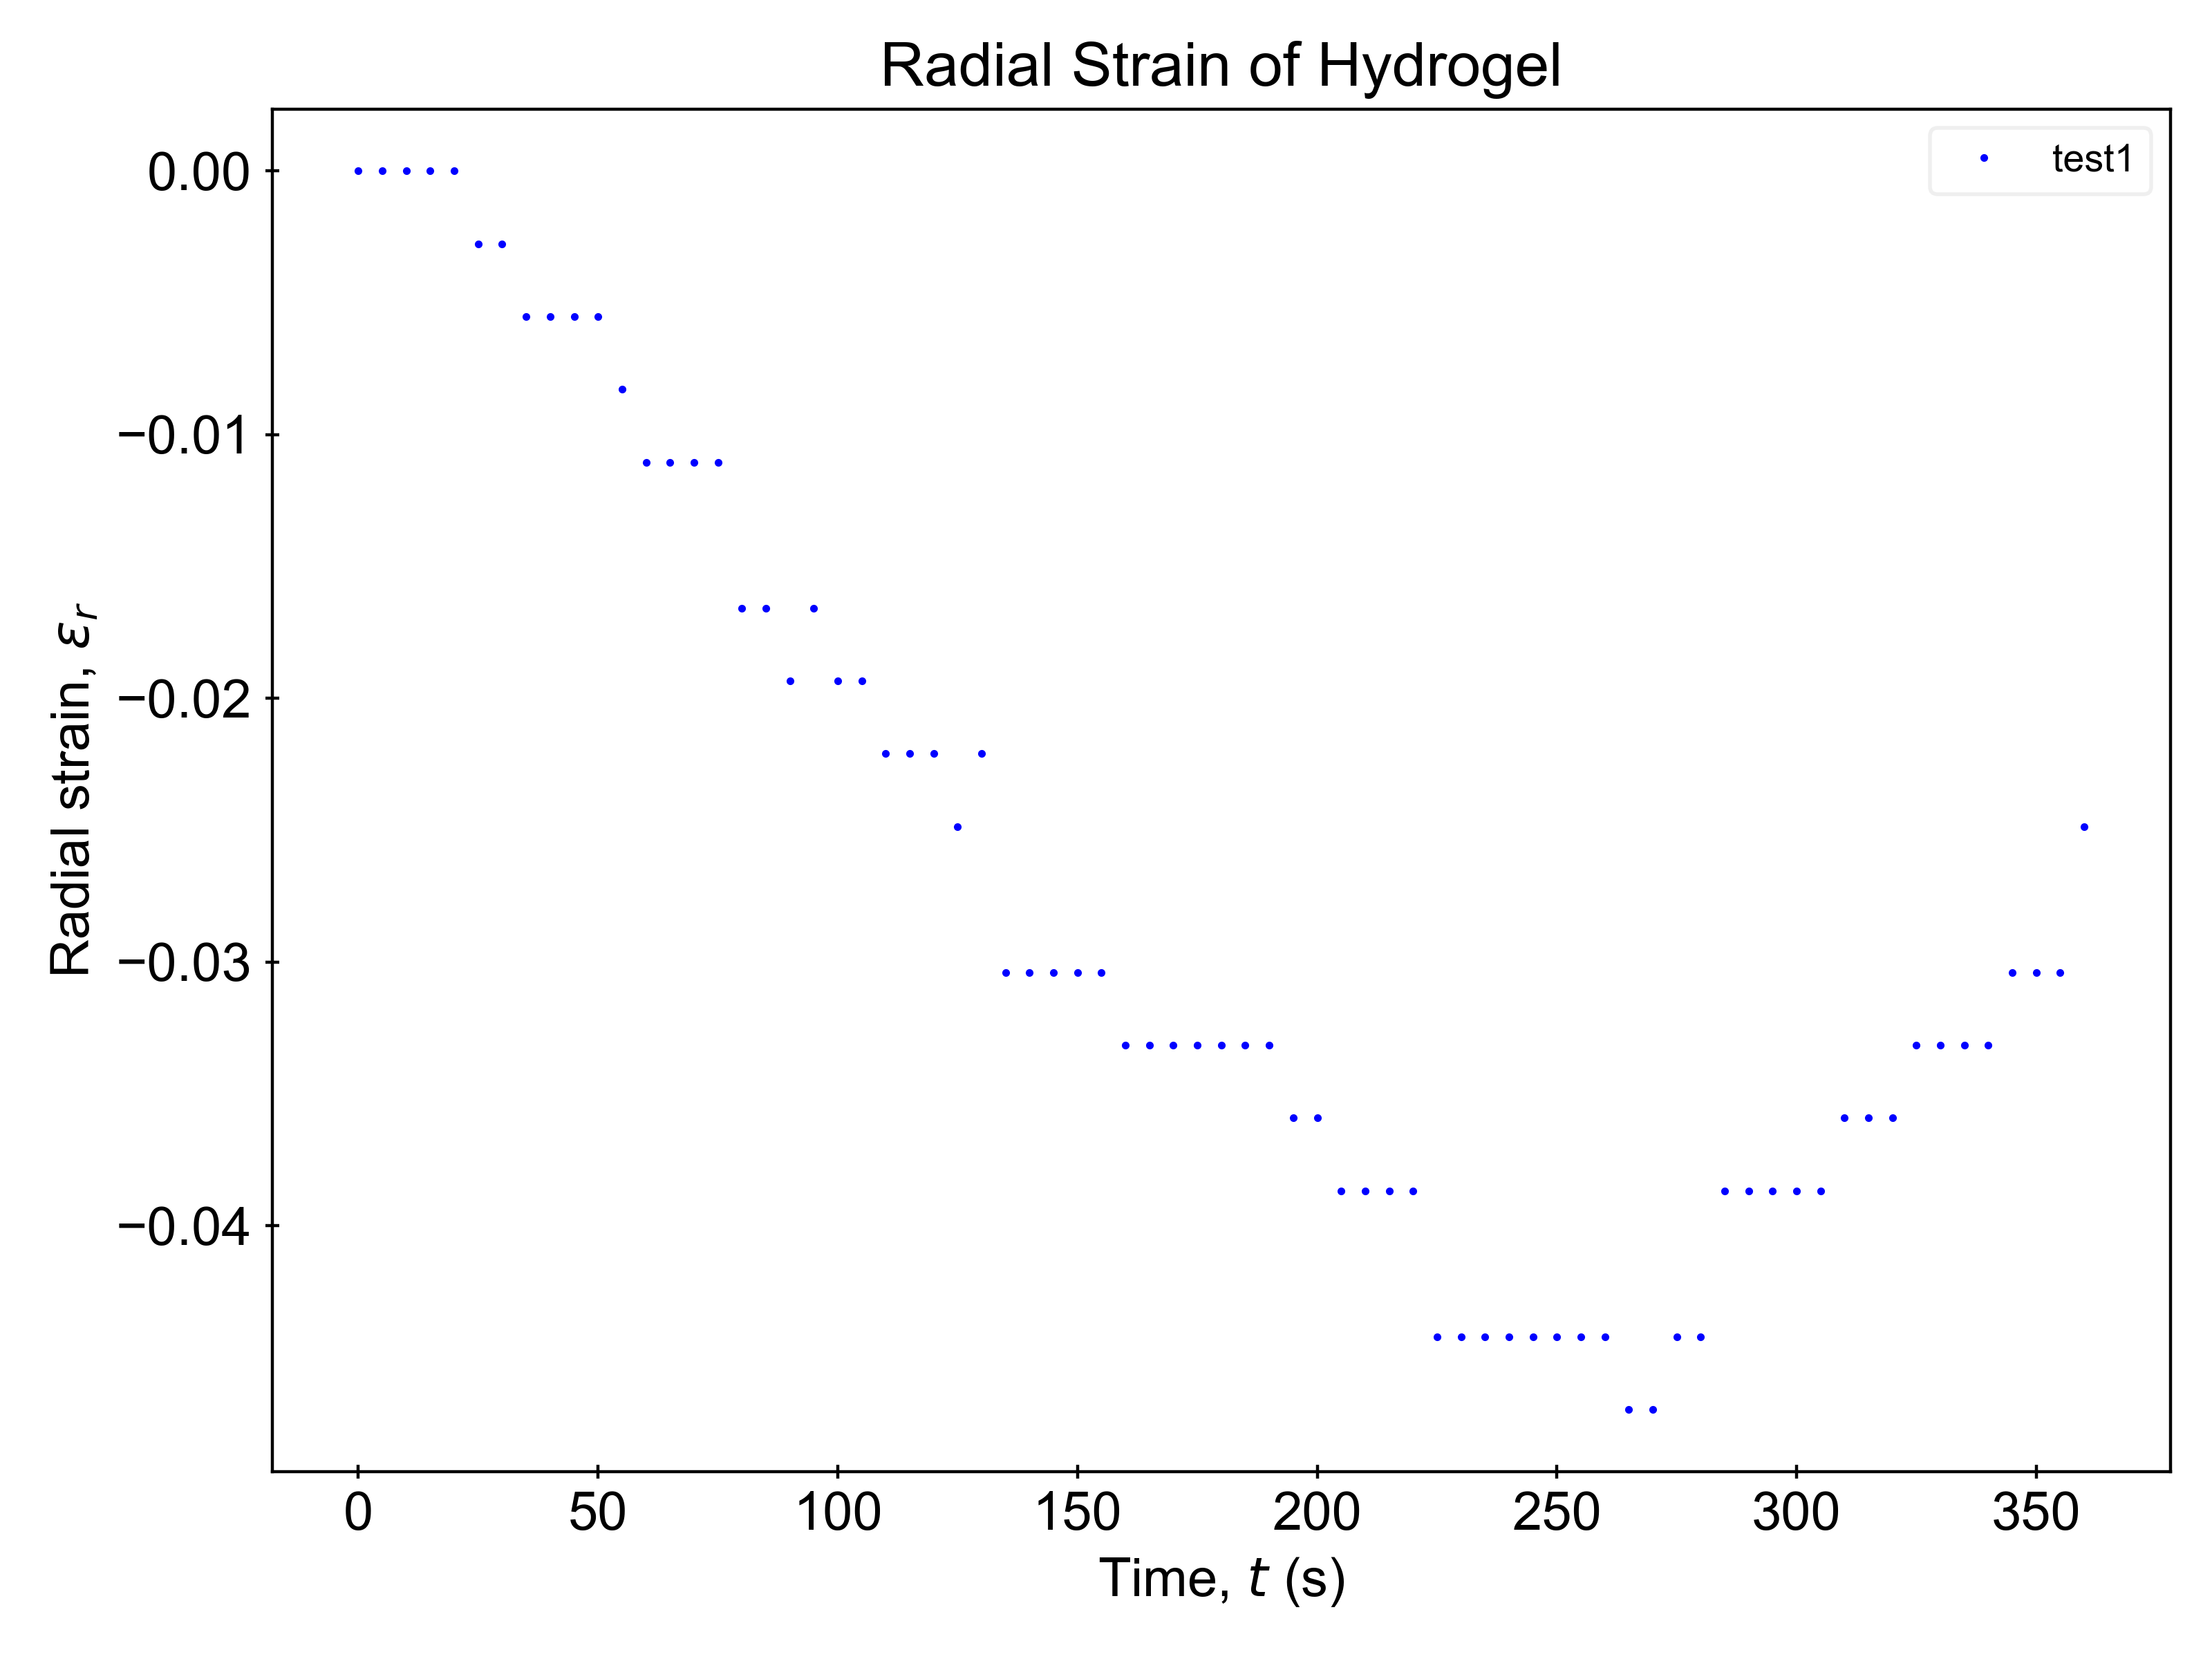 Radial Strain of Hydrogel
test1
0.00
−0.01
−0.02
−0.03
−0.04
Radial strain, εr
0 50 100 150 200 250 300 350
Time, t (s)